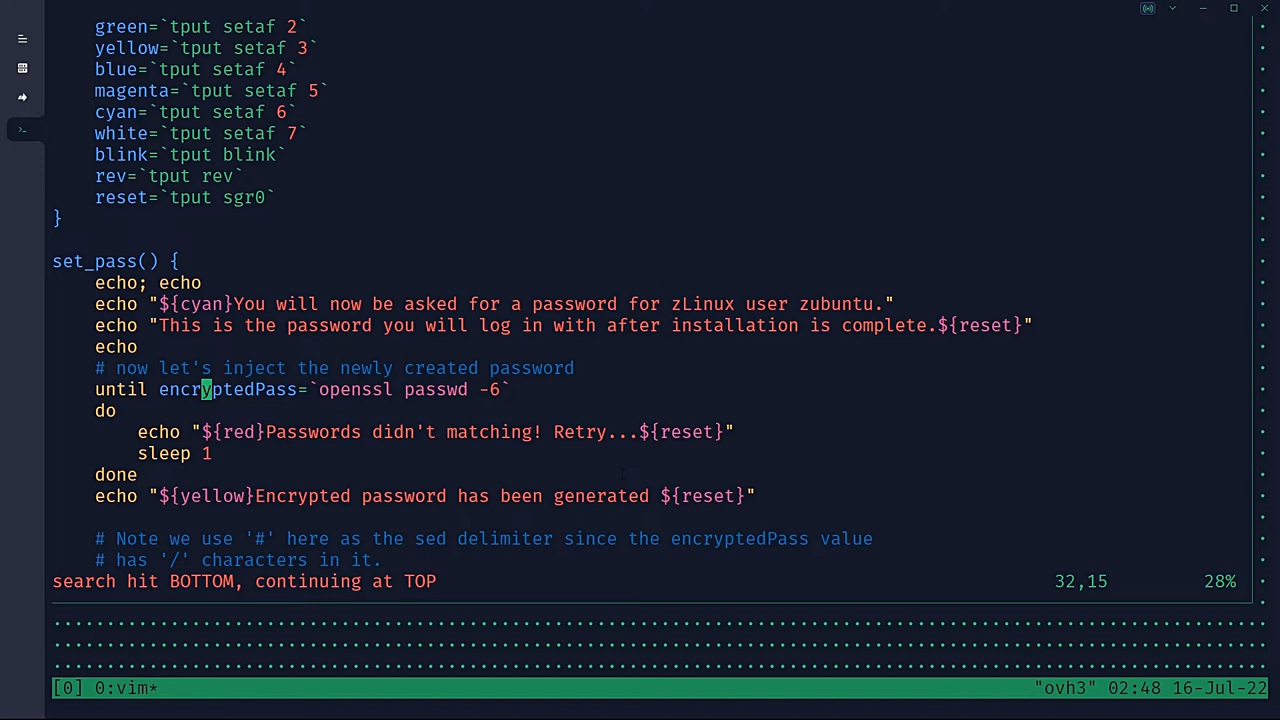 green=`tput setaf 2`
    yellow=`tput setaf 3`
    blue=`tput setaf 4`
    magenta=`tput setaf 5`
    cyan=`tput setaf 6`
    white=`tput setaf 7`
    blink=`tput blink`
    rev=`tput rev`
    reset=`tput sgr0`
}

set_pass() {
    echo; echo
    echo "${cyan}You will now be asked for a password for zLinux user zubuntu."
    echo "This is the password you will log in with after installation is complete.${reset}"
    echo
    # now let's inject the newly created password
    until encryptedPass=`openssl passwd -6`
    do
        echo "${red}Passwords didn't matching! Retry...${reset}"
        sleep 1
    done
    echo "${yellow}Encrypted password has been generated ${reset}"

    # Note we use '#' here as the sed delimiter since the encryptedPass value
    # has '/' characters in it.
search hit BOTTOM, continuing at TOP 32,15 28%
[0] 0:vim* "ovh3" 02:48 16-Jul-22